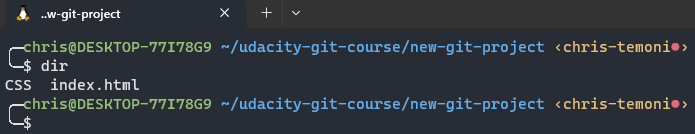 ..w-git-project
chris@DESKTOP-77I78G9 ~/udacity-git-course/new-git-project ‹chris-temoni●›
$ dir
CSS  index.html
chris@DESKTOP-77I78G9 ~/udacity-git-course/new-git-project ‹chris-temoni●›
$